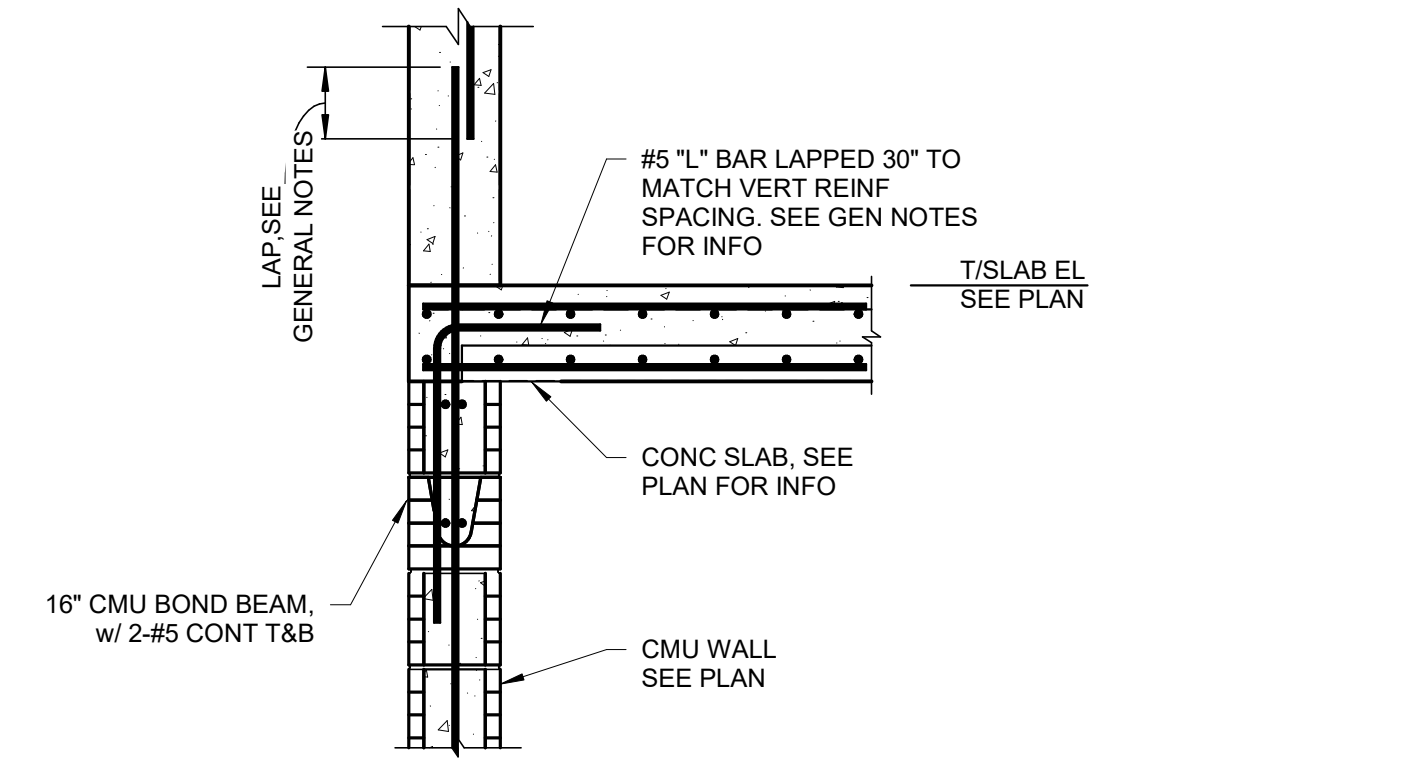 LAP,SEE
GENERAL NOTES
#5 "L" BAR LAPPED 30" TO
MATCH VERT REINF
SPACING. SEE GEN NOTES
FOR INFO
T/SLAB EL
SEE PLAN
CONC SLAB, SEE
PLAN FOR INFO
16" CMU BOND BEAM,
w/ 2-#5 CONT T&B
CMU WALL
SEE PLAN